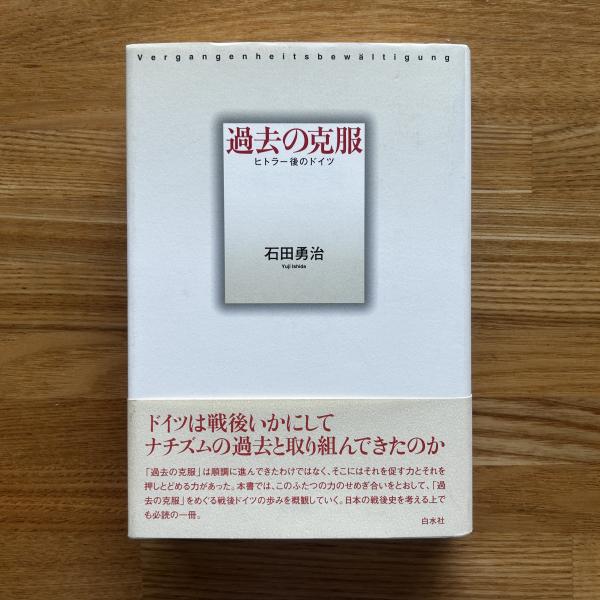 Vergangenheitsbewältigung
過去の克服
ヒトラー後のドイツ
石田勇治
Yuji Ishida
ドイツは戦後いかにして
ナチズムの過去と取り組んできたのか
「過去の克服」は順調に進んできたわけではなく、そこにはそれを促す力とそれを
押しとどめる力があった。本書では、このふたつの力のせめぎ合いをとおして、「過
去の克服」をめぐる戦後ドイツの歩みを概観していく。日本の戦後史を考える上で
も必読の一冊。
白水社